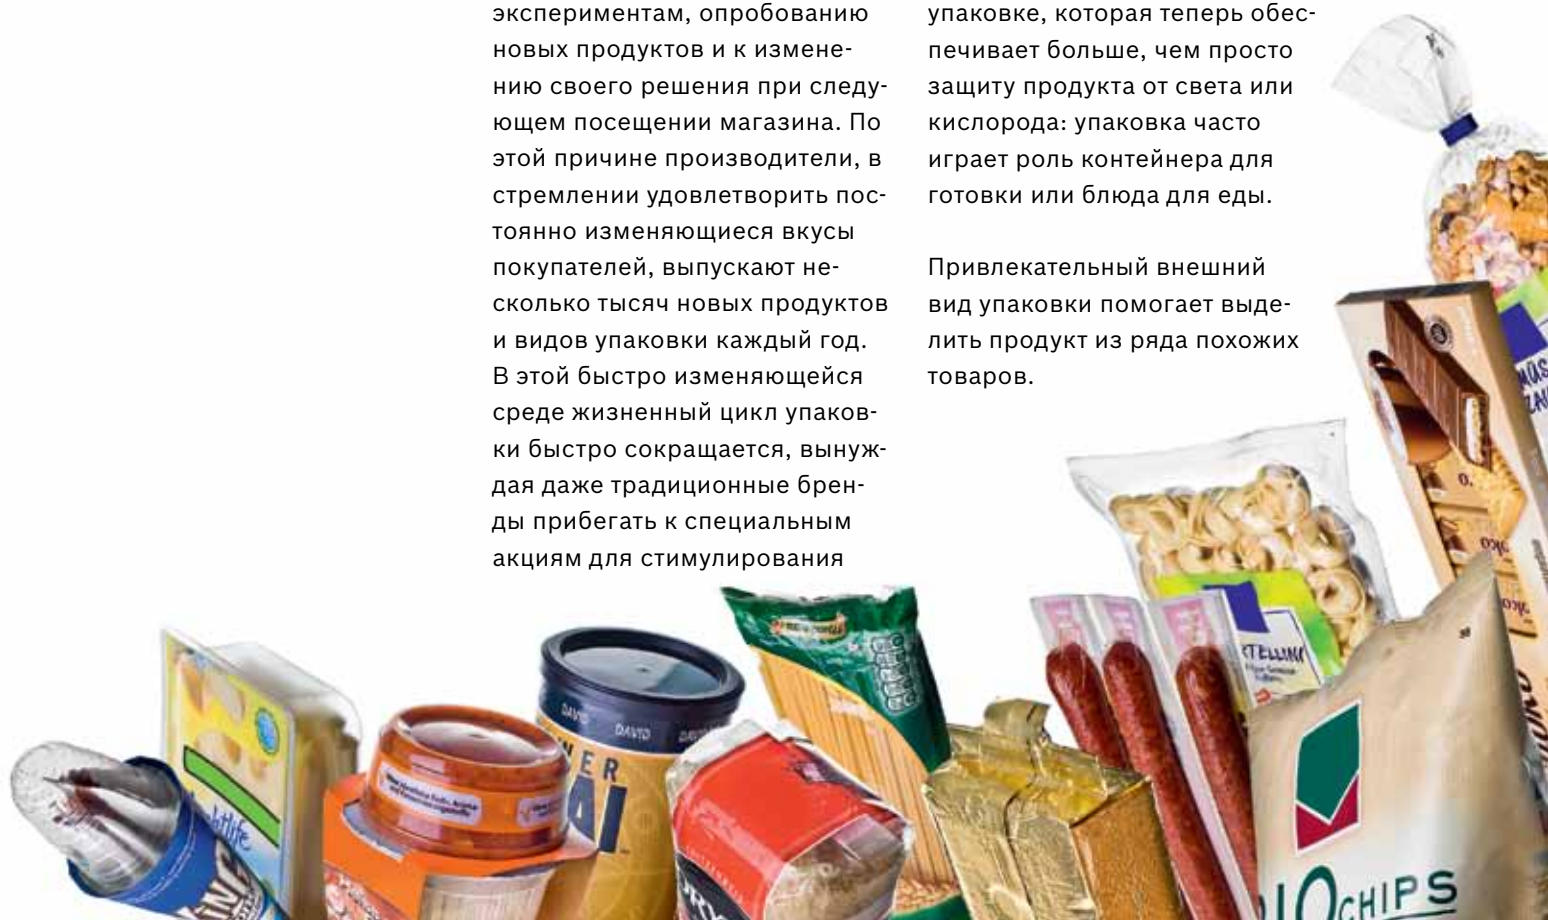 экспериментам, опробованию
новых продуктов и к измене-
нию своего решения при следу-
ющем посещении магазина. По
этой причине производители, в
стремлении удовлетворить пос-
тоянно изменяющиеся вкусы
покупателей, выпускают не-
сколько тысяч новых продуктов
и видов упаковки каждый год.
В этой быстро изменяющейся
среде жизненный цикл упаков-
ки быстро сокращается, вынуж-
дая даже традиционные брен-
ды прибегать к специальным
акциям для стимулирования
упаковке, которая теперь обес-
печивает больше, чем просто
защиту продукта от света или
кислорода: упаковка часто
играет роль контейнера для
готовки или блюда для еды.
Привлекательный внешний
вид упаковки помогает выде-
лить продукт из ряда похожих
товаров.
DAVID
DAVID
CHIPS